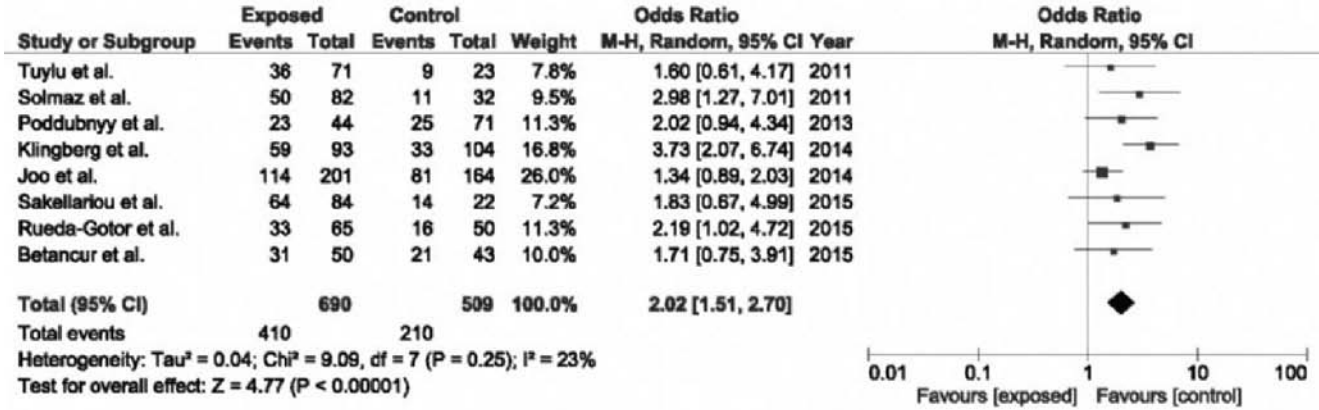 Exposed Control Odds Ratio Odds Ratio
Study or Subgroup Events Total Events Total Weight M-H, Random, 95% CI Year M-H, Random, 95% CI
Tuylu et al. 36 71 9 23 7.8% 1.60 [0.61, 4.17] 2011
Solmaz et al. 50 82 11 32 9.5% 2.98 [1.27, 7.01] 2011
Poddubnyy et al. 23 44 25 71 11.3% 2.02 [0.94, 4.34] 2013
Klingberg et al. 59 93 33 104 16.8% 3.73 [2.07, 6.74] 2014
Joo et al. 114 201 81 164 26.0% 1.34 [0.89, 2.03] 2014
Sakellariou et al. 64 84 14 22 7.2% 1.83 [0.67, 4.99] 2015
Rueda-Gotor et al. 33 65 16 50 11.3% 2.19 [1.02, 4.72] 2015
Betancur et al. 31 50 21 43 10.0% 1.71 [0.75, 3.91] 2015
Total (95% CI) 690 509 100.0% 2.02 [1.51, 2.70]
Total events 410 210
Heterogeneity: Tau² = 0.04; Chi² = 9.09, df = 7 (P = 0.25); I² = 23%
Test for overall effect: Z = 4.77 (P < 0.00001)
0.01 0.1 1 10 100
Favours [exposed] Favours [control]